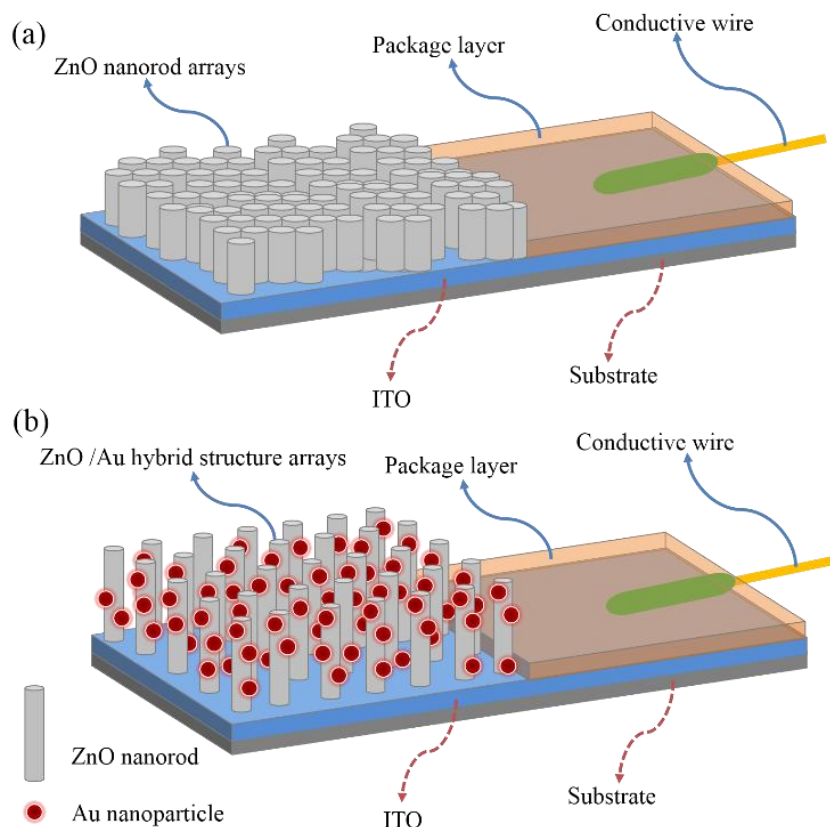 (a)
Conductive wire
Package layer
ZnO nanorod arrays
Substrate
ITO
(b)
ZnO /Au hybrid structure arrays
Package layer
Conductive wire
ZnO nanorod
Substrate
Au nanoparticle
ITO